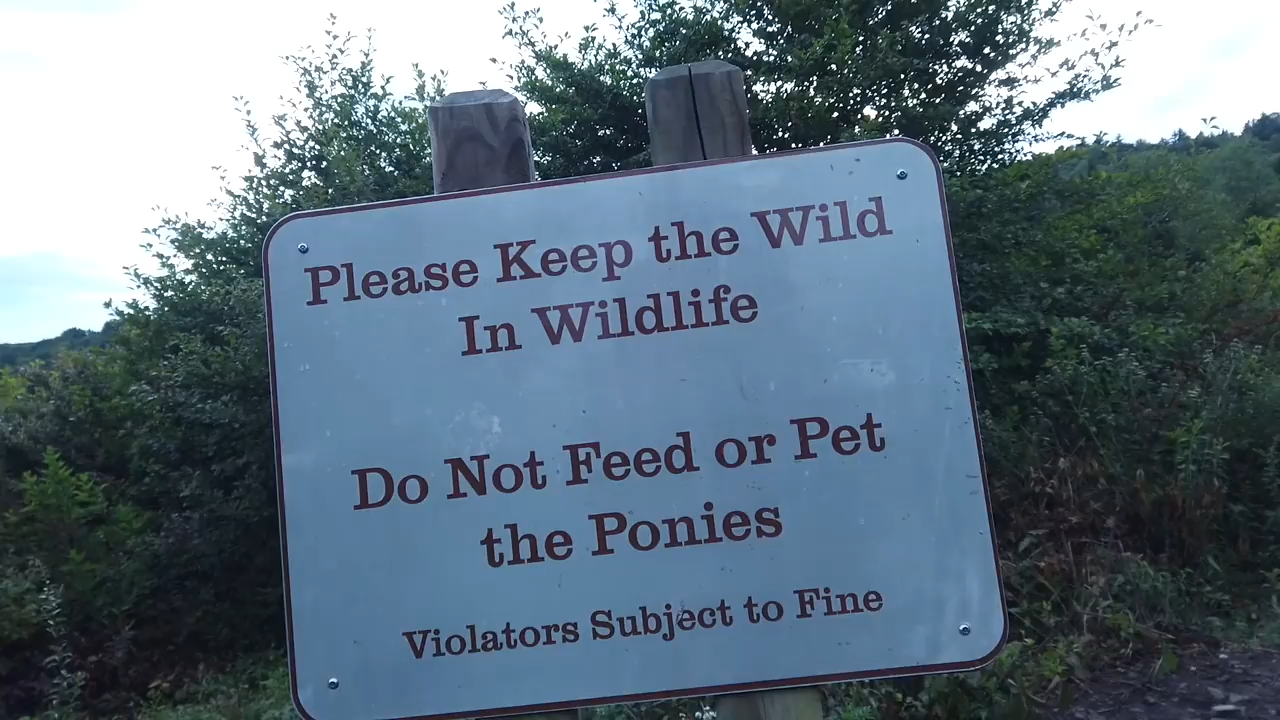 Please Keep the Wild
In Wildlife
Do Not Feed or Pet
the Ponies
Violators Subject to Fine